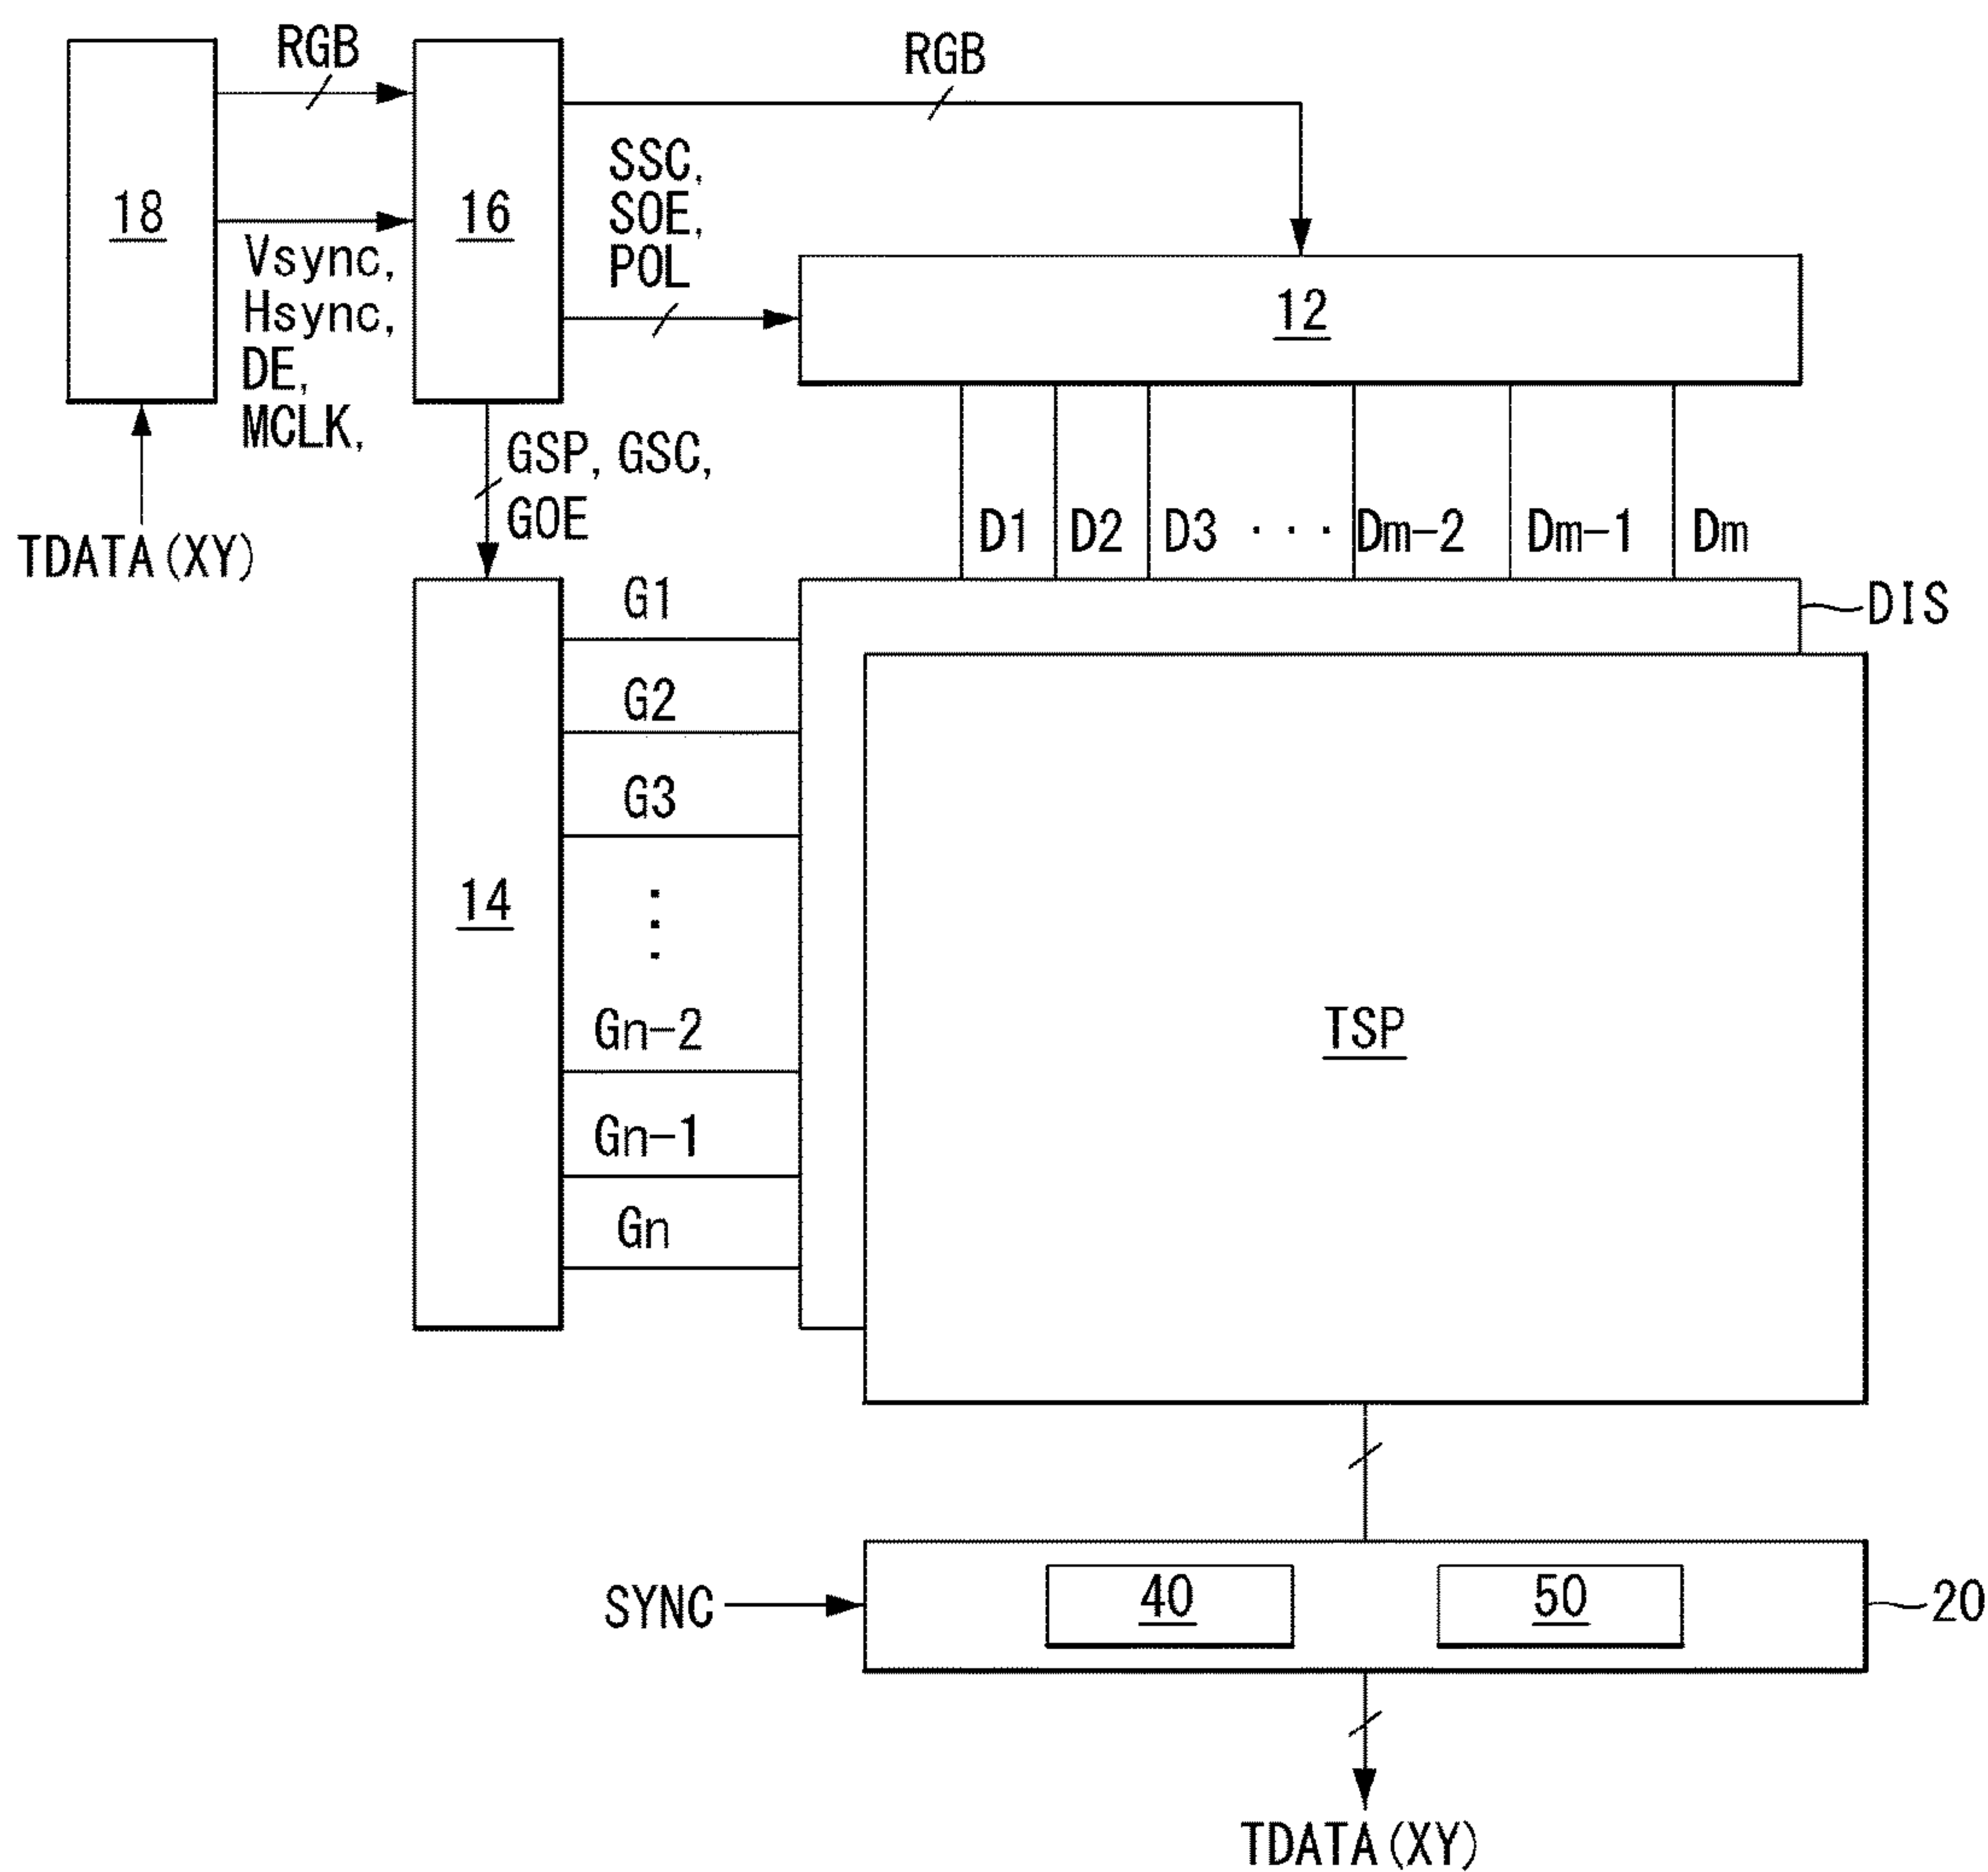 RGB
RGB
18
16
SSC,
SOE,
POL
Vsync,
Hsync,
DE,
MCLK,
12
GSP, GSC,
GOE
TDATA(XY)
D1 D2 D3 ··· Dm-2 Dm-1 Dm
DIS
G1
G2
G3
14
Gn-2
Gn-1
Gn
TSP
SYNC
40
50
20
TDATA(XY)